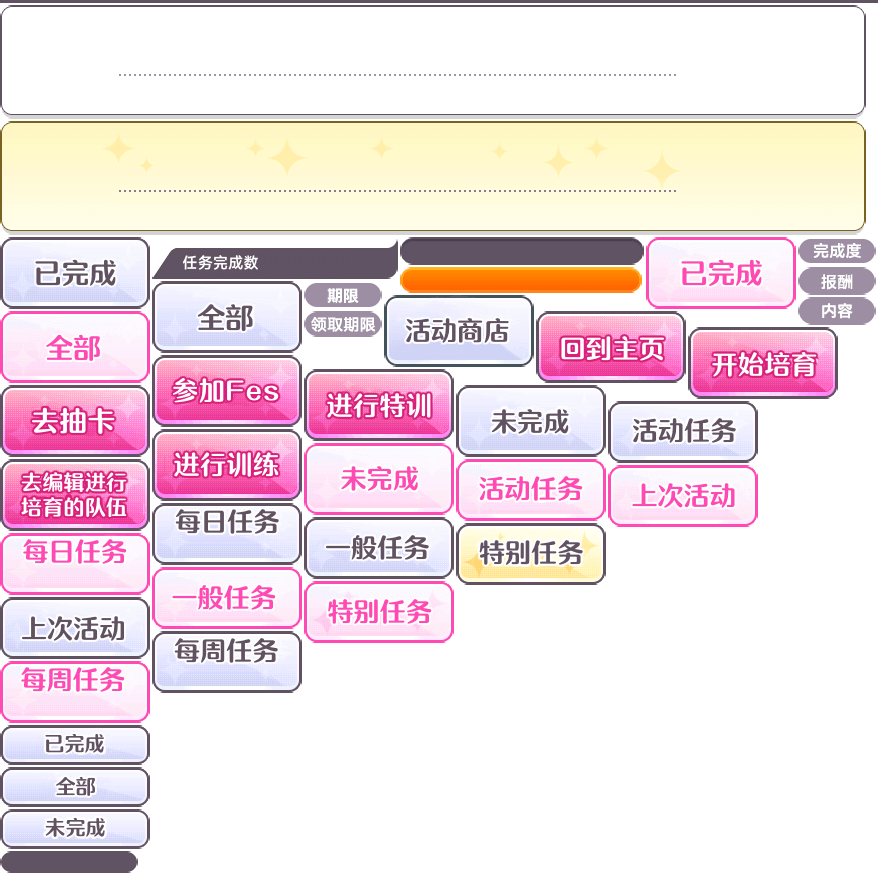 已完成
任务完成数
已完成
完成度
报酬
内容
全部
全部
期限
领取期限
活动商店
回到主页
开始培育
去抽卡
参加Fes
进行特训
未完成
活动任务
去编辑进行
培育的队伍
进行训练
未完成
活动任务
上次活动
每日任务
每日任务
一般任务
特别任务
上次活动
一般任务
特别任务
每周任务
每周任务
已完成
全部
未完成